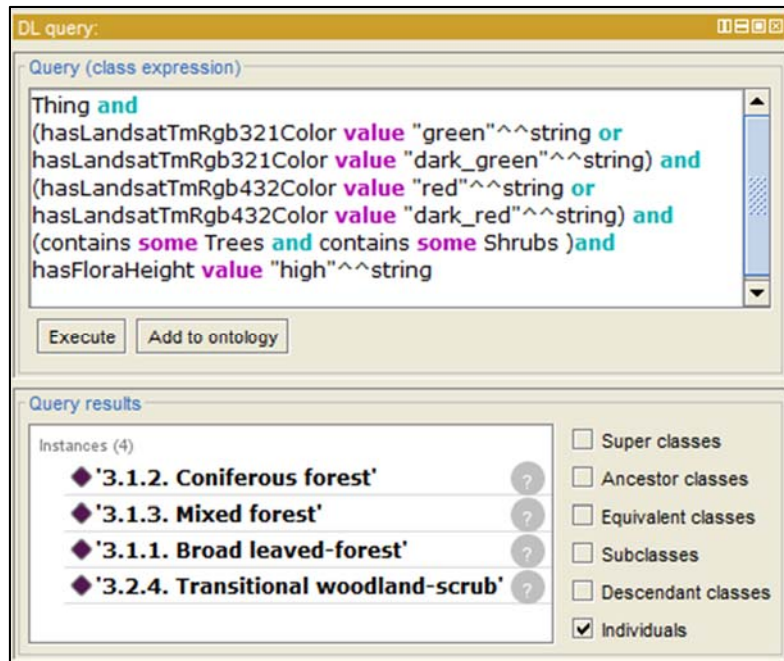 DL query:
Query (class expression)
Thing and
(hasLandsatTmRgb321Color value "green"^^string or
hasLandsatTmRgb321Color value "dark_green"^^string) and
(hasLandsatTmRgb432Color value "red"^^string or
hasLandsatTmRgb432Color value "dark_red"^^string) and
(contains some Trees and contains some Shrubs )and
hasFloraHeight value "high"^^string
Execute
Add to ontology
Query results
Instances (4)
'3.1.2. Coniferous forest'
?
'3.1.3. Mixed forest'
?
'3.1.1. Broad leaved-forest'
?
'3.2.4. Transitional woodland-scrub'
?
Super classes
Ancestor classes
Equivalent classes
Subclasses
Descendant classes
Individuals